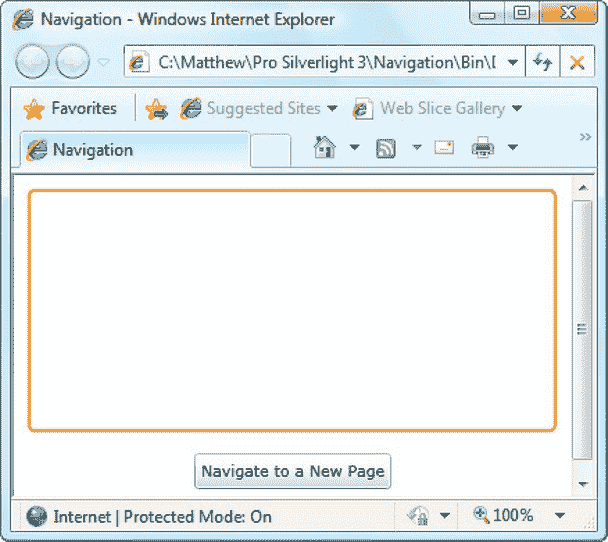 Navigation - Windows Internet Explorer
C:\Matthew\Pro Silverlight 3\Navigation\Bin\
Favorites
Suggested Sites
Web Slice Gallery
Navigation
Navigate to a New Page
Internet | Protected Mode: On
100%